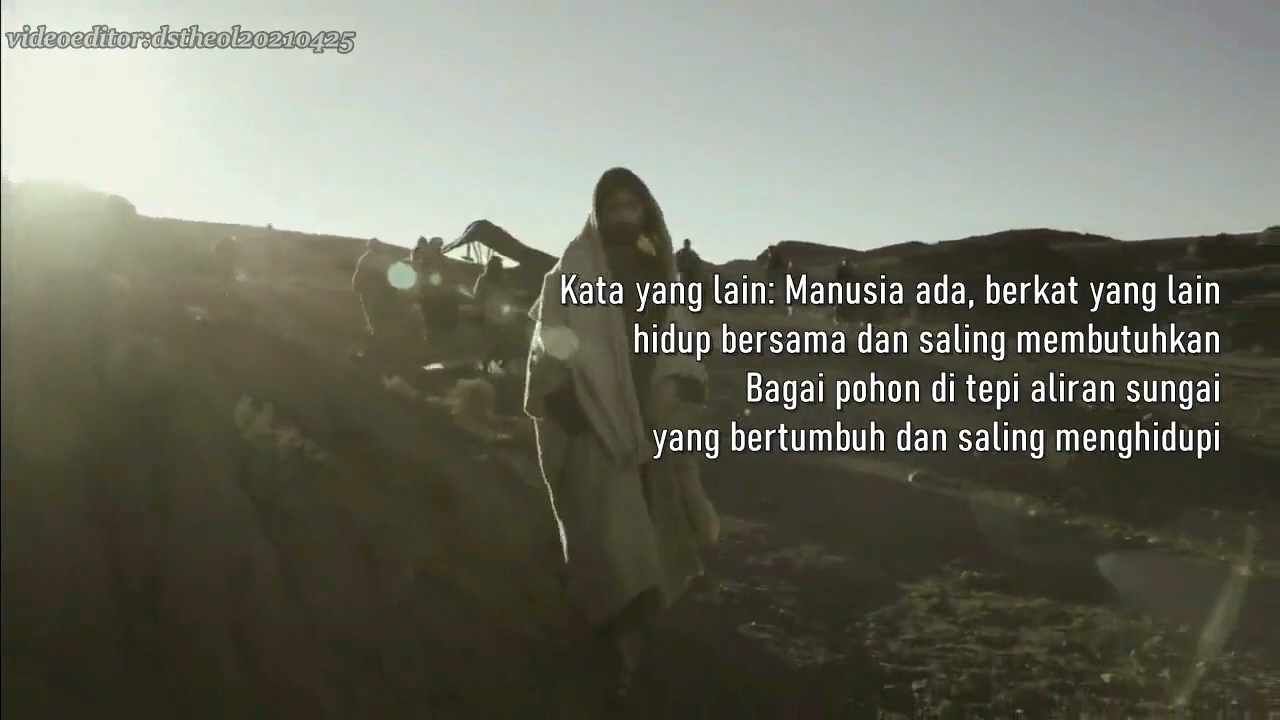 videoeditor:dstheol20210425
Kata yang lain: Manusia ada, berkat yang lain
hidup bersama dan saling membutuhkan
Bagai pohon di tepi aliran sungai
yang bertumbuh dan saling menghidupi